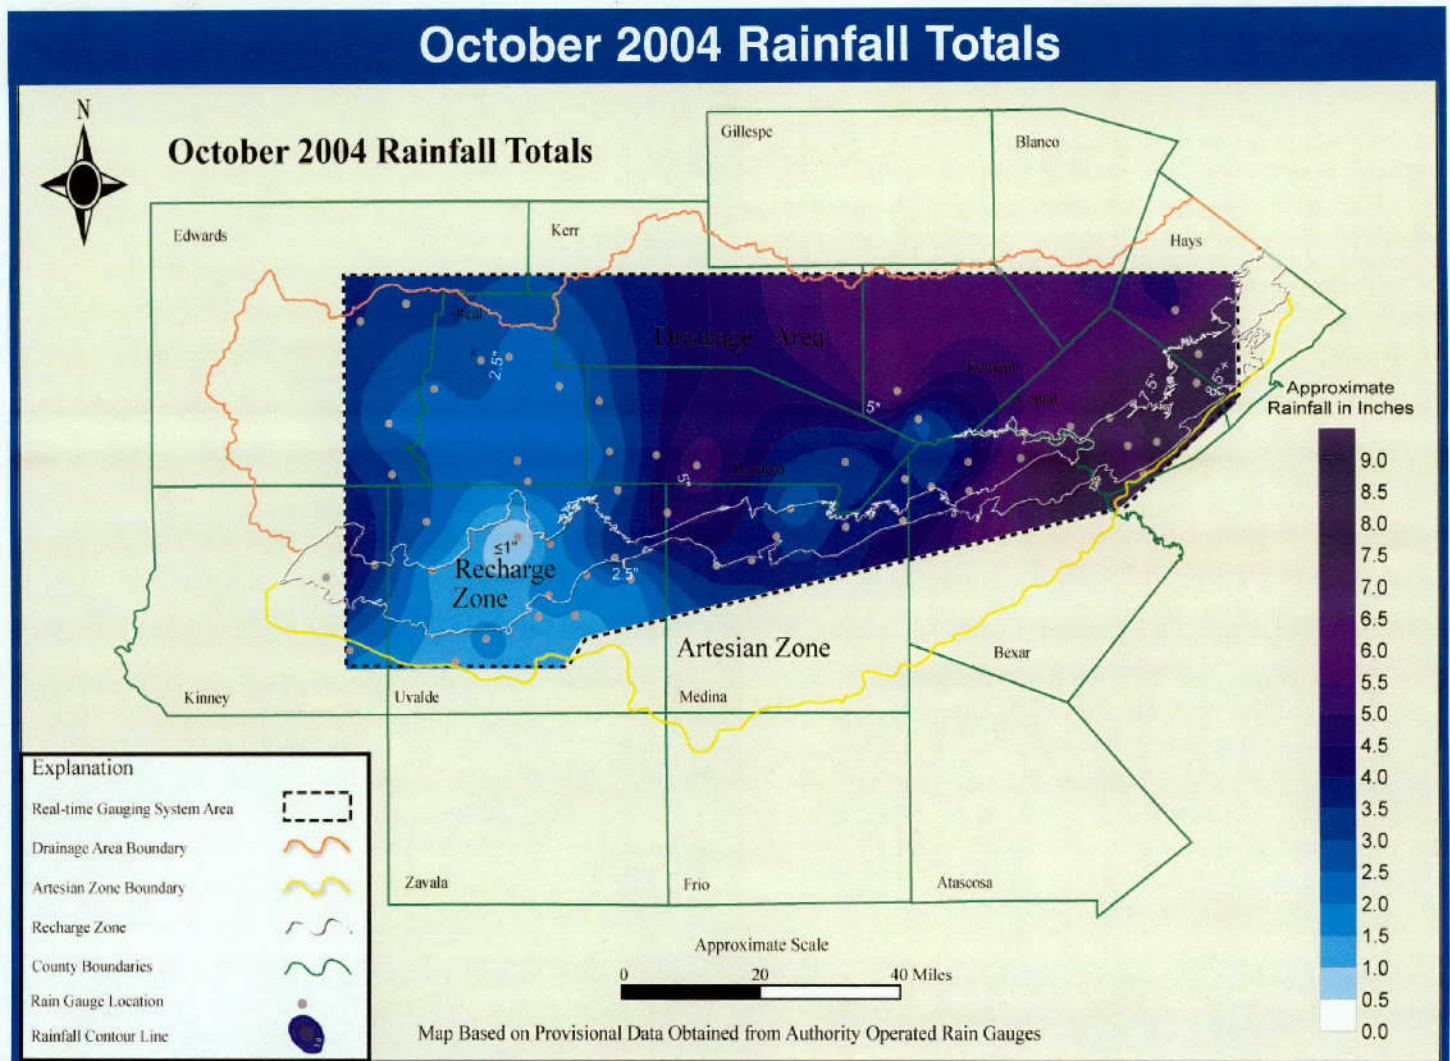 October 2004 Rainfall Totals
N
October 2004 Rainfall Totals
Gillespe
Blanco
Edwards
Kerr
Hays
Real
Drainage Area
2.5"
Kendall
5"
7.5"
8.5"+
Approximate
Rainfall in Inches
5"
≤1"
Recharge
Zone
2.5"
Artesian Zone
Bexar
Kinney
Uvalde
Medina
9.0
8.5
8.0
7.5
7.0
6.5
6.0
5.5
5.0
4.5
4.0
3.5
3.0
2.5
2.0
1.5
1.0
0.5
0.0
Explanation
Real-time Gauging System Area
Drainage Area Boundary
Artesian Zone Boundary
Recharge Zone
County Boundaries
Rain Gauge Location
Rainfall Contour Line
Zavala
Frio
Atascosa
Approximate Scale
0 20 40 Miles
Map Based on Provisional Data Obtained from Authority Operated Rain Gauges